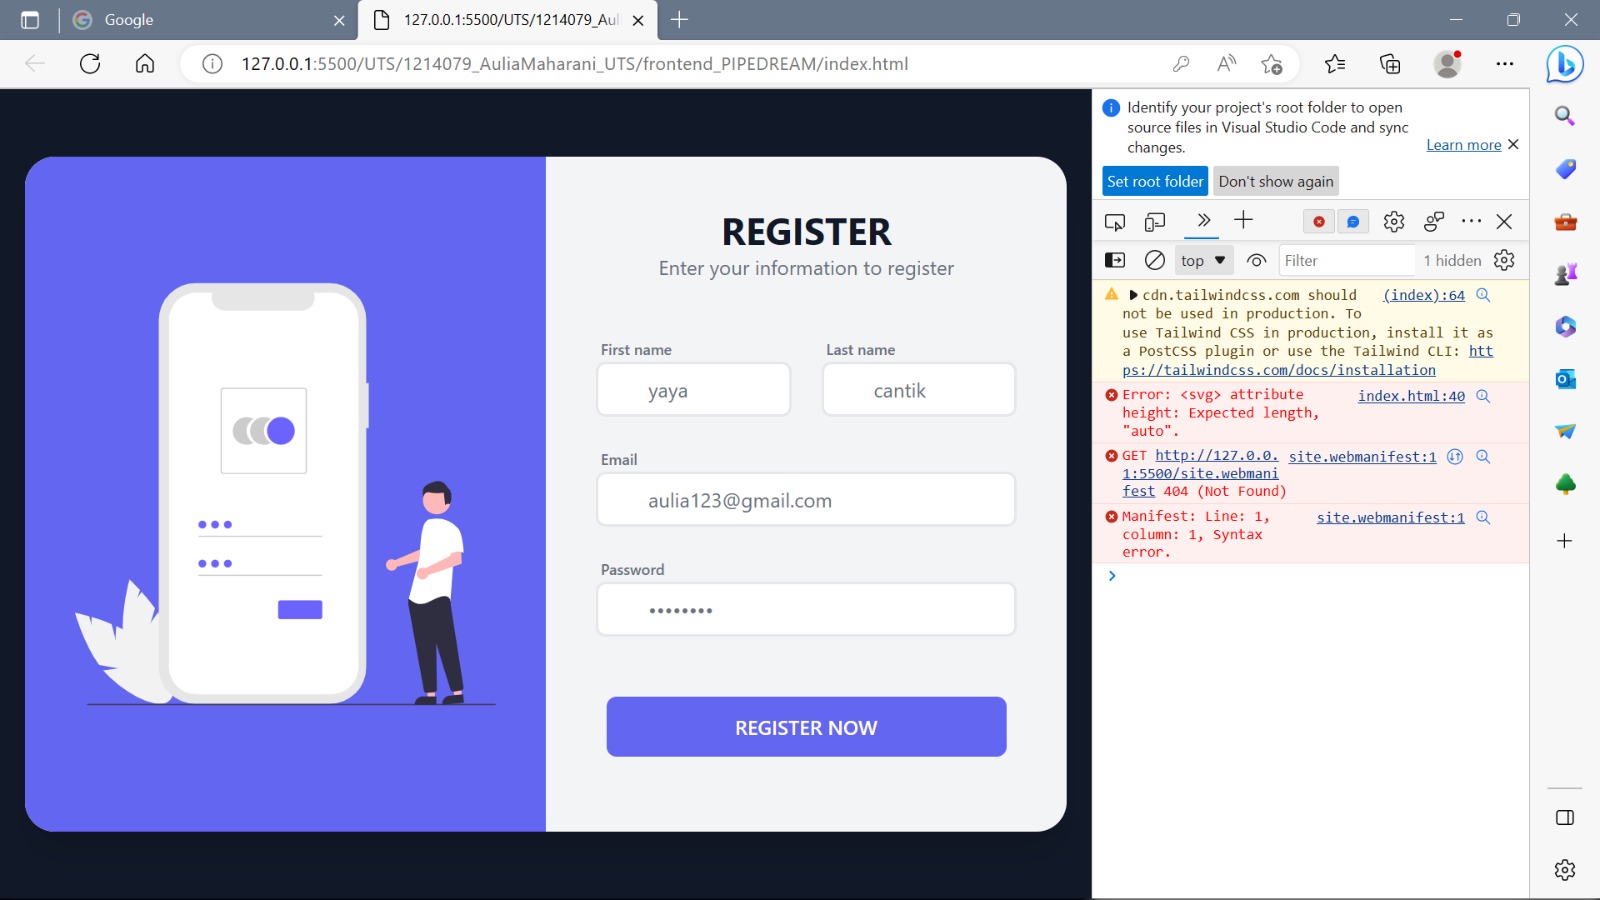 Google
127.0.0.1:5500/UTS/1214079_Aul
127.0.0.1:5500/UTS/1214079_AuliaMaharani_UTS/frontend_PIPEDREAM/index.html
REGISTER
Enter your information to register
First name
Last name
yaya
cantik
Email
aulia123@gmail.com
Password
••••••••
REGISTER NOW
Identify your project's root folder to open
source files in Visual Studio Code and sync
changes.
Learn more
Set root folder
Don't show again
top
Filter
1 hidden
cdn.tailwindcss.com should (index):64
not be used in production. To
use Tailwind CSS in production, install it as
a PostCSS plugin or use the Tailwind CLI: htt
ps://tailwindcss.com/docs/installation
Error: <svg> attribute index.html:40
height: Expected length,
"auto".
GET http://127.0.0. site.webmanifest:1
1:5500/site.webmani
fest 404 (Not Found)
Manifest: Line: 1, site.webmanifest:1
column: 1, Syntax
error.